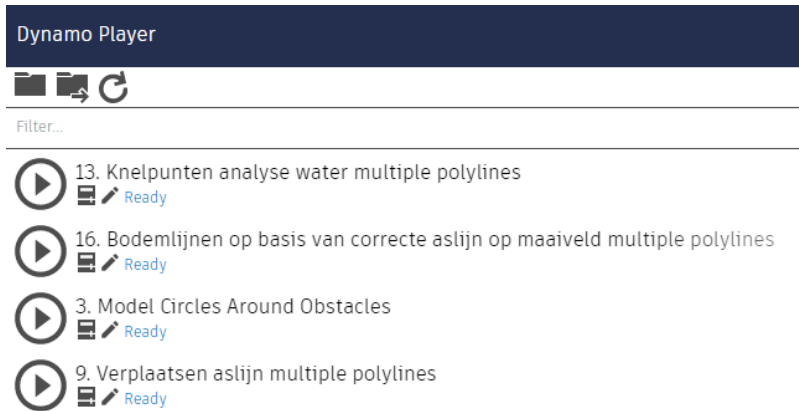 Dynamo Player
Filter...
13. Knelpunten analyse water multiple polylines
Ready
16. Bodemlijnen op basis van correcte aslijn op maaiveld multiple polylines
Ready
3. Model Circles Around Obstacles
Ready
9. Verplaatsen aslijn multiple polylines
Ready